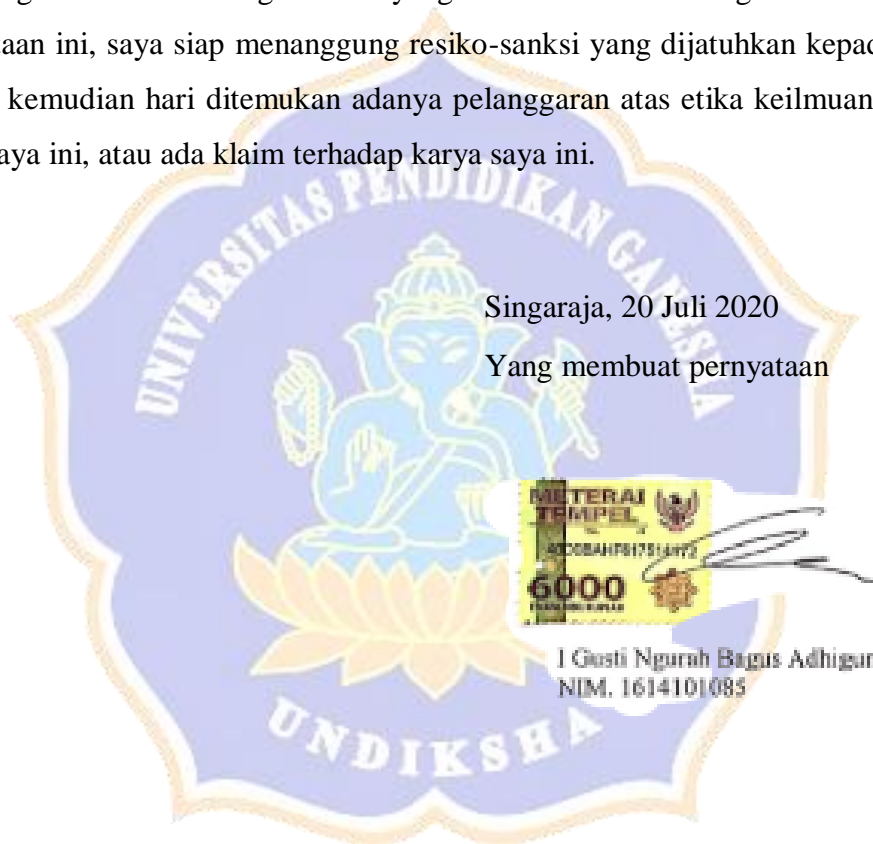 taan ini, saya siap menanggung resiko-sanksi yang dijatuhkan kepad
kemudian hari ditemukan adanya pelanggaran atas etika keilmuan
aya ini, atau ada klaim terhadap karya saya ini.
UNIVERSITAS PENDIDIKAN GANESHA
Singaraja, 20 Juli 2020
Yang membuat pernyataan
METERAI
TEMPEL
6000
I Gusti Ngurah Bagus Adhigun
NIM. 1614101085
UNDIKSHA